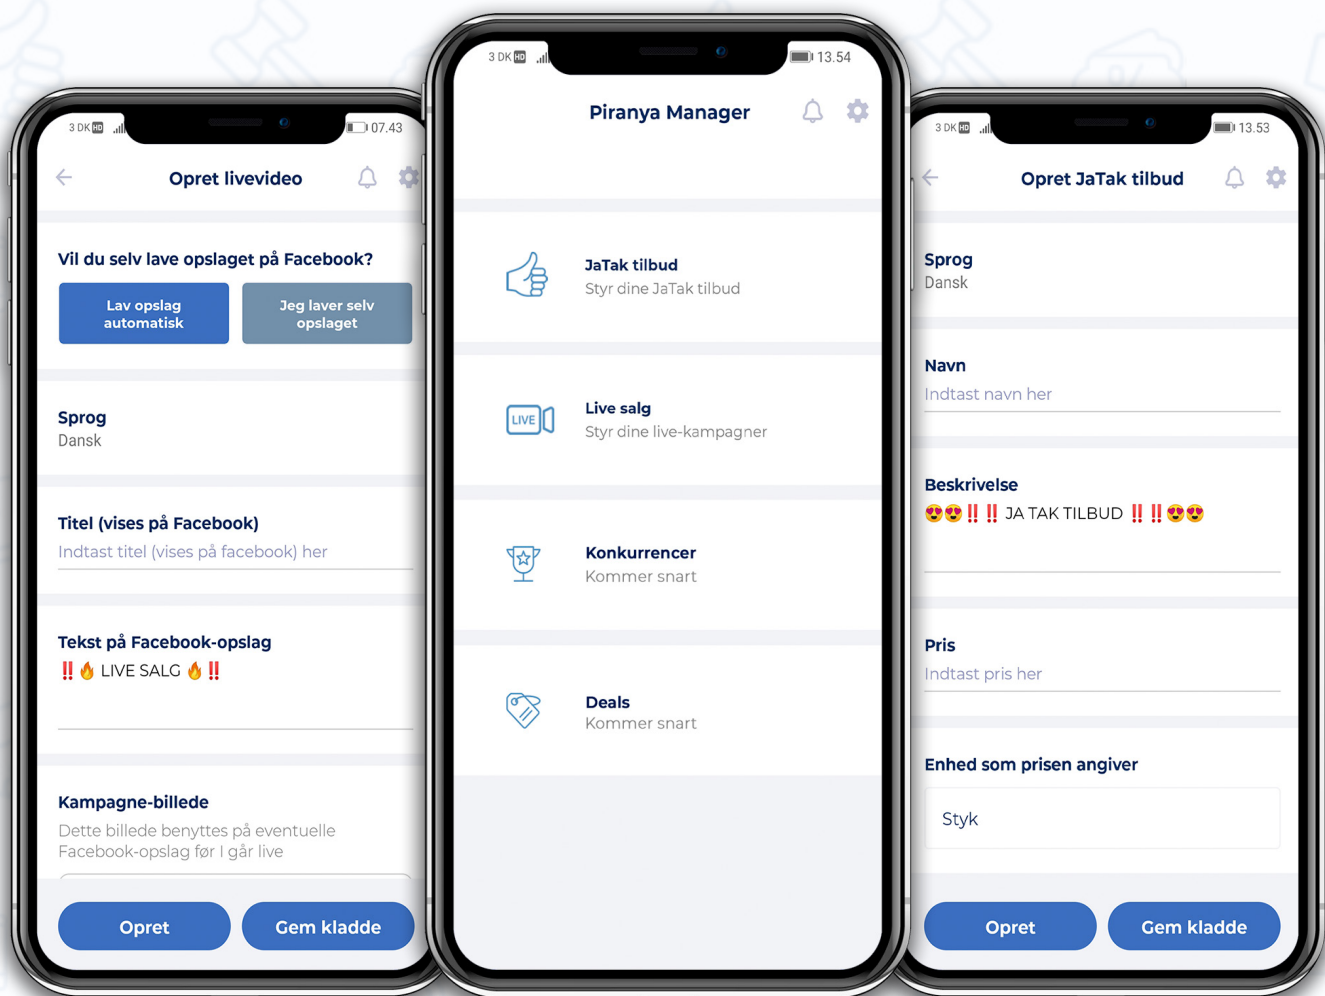 3 DK HD
07.43
Opret livevideo
Vil du selv lave opslaget på Facebook?
Lav opslag
automatisk
Jeg laver selv
opslaget
Sprog
Dansk
Titel (vises på Facebook)
Indtast titel (vises på facebook) her
Tekst på Facebook-opslag
‼️🔥 LIVE SALG 🔥‼️
Kampagne-billede
Dette billede benyttes på eventuelle
Facebook-opslag før I går live
Opret
Gem kladde
3 DK HD
13.54
Piranya Manager
JaTak tilbud
Styr dine JaTak tilbud
LIVE
Live salg
Styr dine live-kampagner
Konkurrencer
Kommer snart
Deals
Kommer snart
3 DK HD
13.53
Opret JaTak tilbud
Sprog
Dansk
Navn
Indtast navn her
Beskrivelse
😍😍‼️‼️ JA TAK TILBUD ‼️‼️😍😍
Pris
Indtast pris her
Enhed som prisen angiver
Styk
Opret
Gem kladde